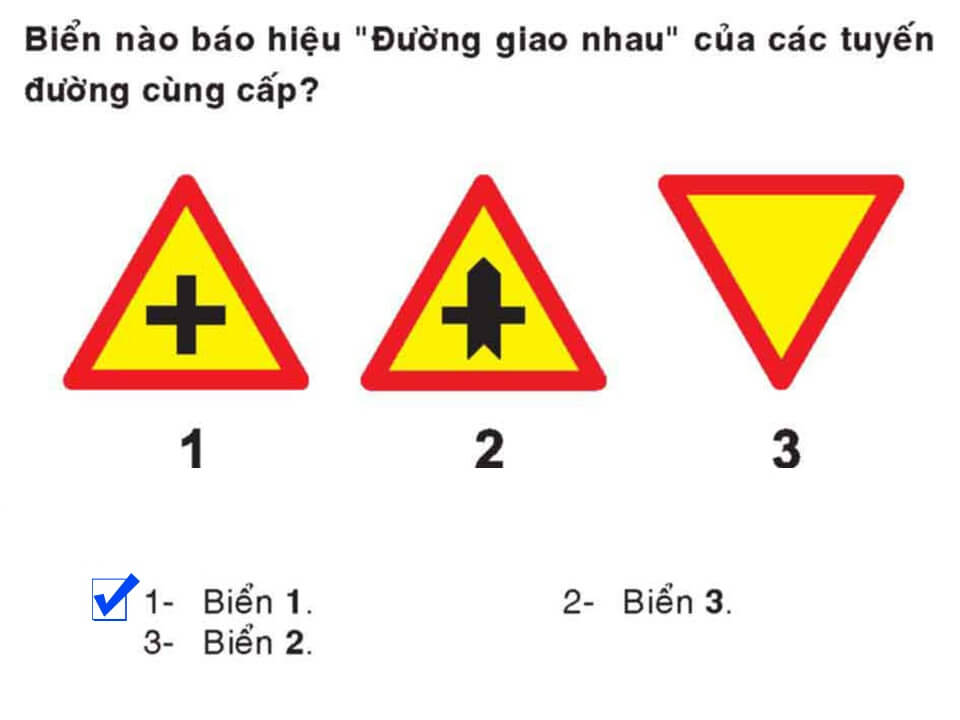 Biển nào báo hiệu "Đường giao nhau" của các tuyến
đường cùng cấp?
1 2 3
1- Biển 1. 2- Biển 3.
3- Biển 2.